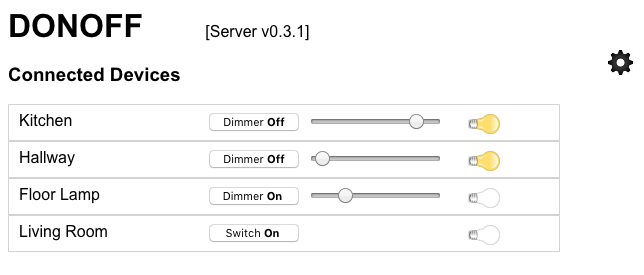 DONOFF [Server v0.3.1]
Connected Devices
Kitchen Dimmer Off
Hallway Dimmer Off
Floor Lamp Dimmer On
Living Room Switch On